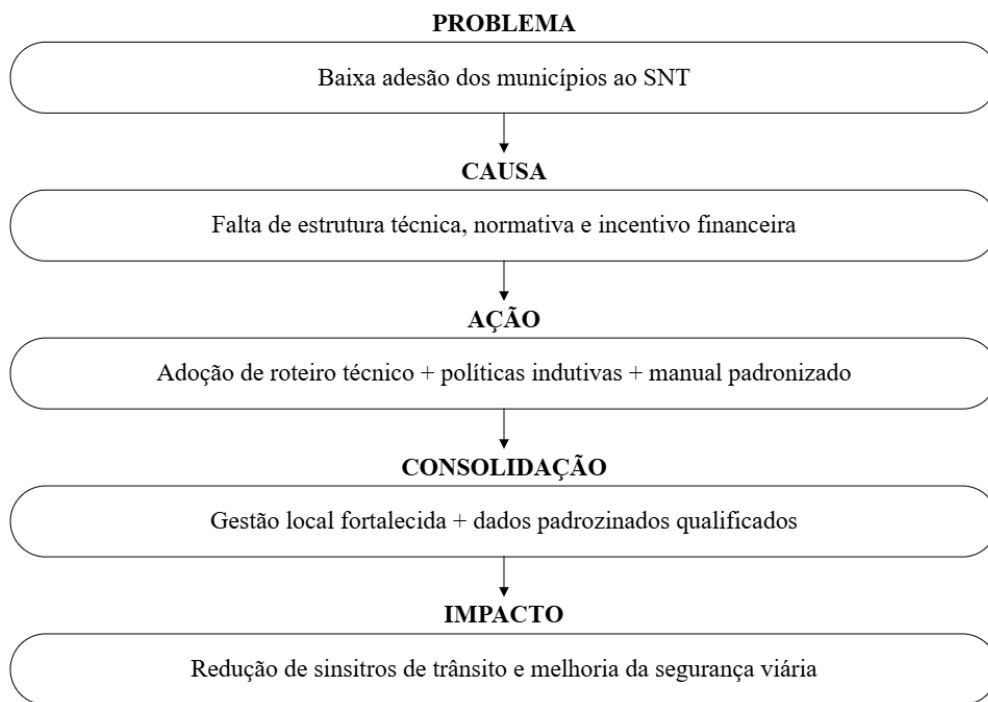 PROBLEMA
Baixa adesão dos municípios ao SNT
CAUSA
Falta de estrutura técnica, normativa e incentivo financeira
AÇÃO
Adoção de roteiro técnico + políticas indutivas + manual padronizado
CONSOLIDAÇÃO
Gestão local fortalecida + dados padrozinados qualificados
IMPACTO
Redução de sinsitros de trânsito e melhoria da segurança viária